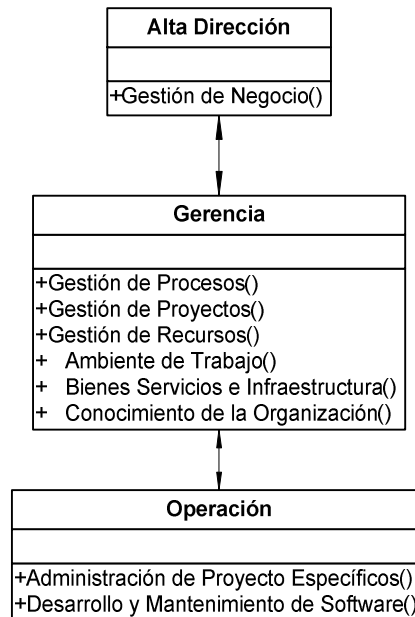 Alta Dirección
+Gestión de Negocio()
Gerencia
+Gestión de Procesos()
+Gestión de Proyectos()
+Gestión de Recursos()
+ Ambiente de Trabajo()
+ Bienes Servicios e Infraestructura()
+ Conocimiento de la Organización()
Operación
+Administración de Proyecto Específicos()
+Desarrollo y Mantenimiento de Software()